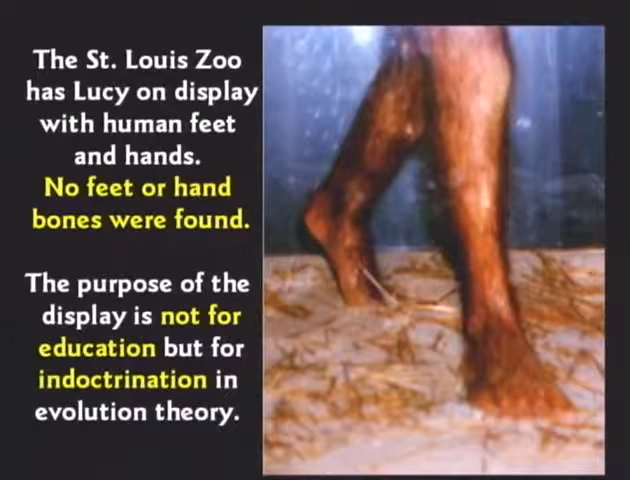 The St. Louis Zoo
has Lucy on display
with human feet
and hands.
No feet or hand
bones were found.
The purpose of the
display is not for
education but for
indoctrination in
evolution theory.